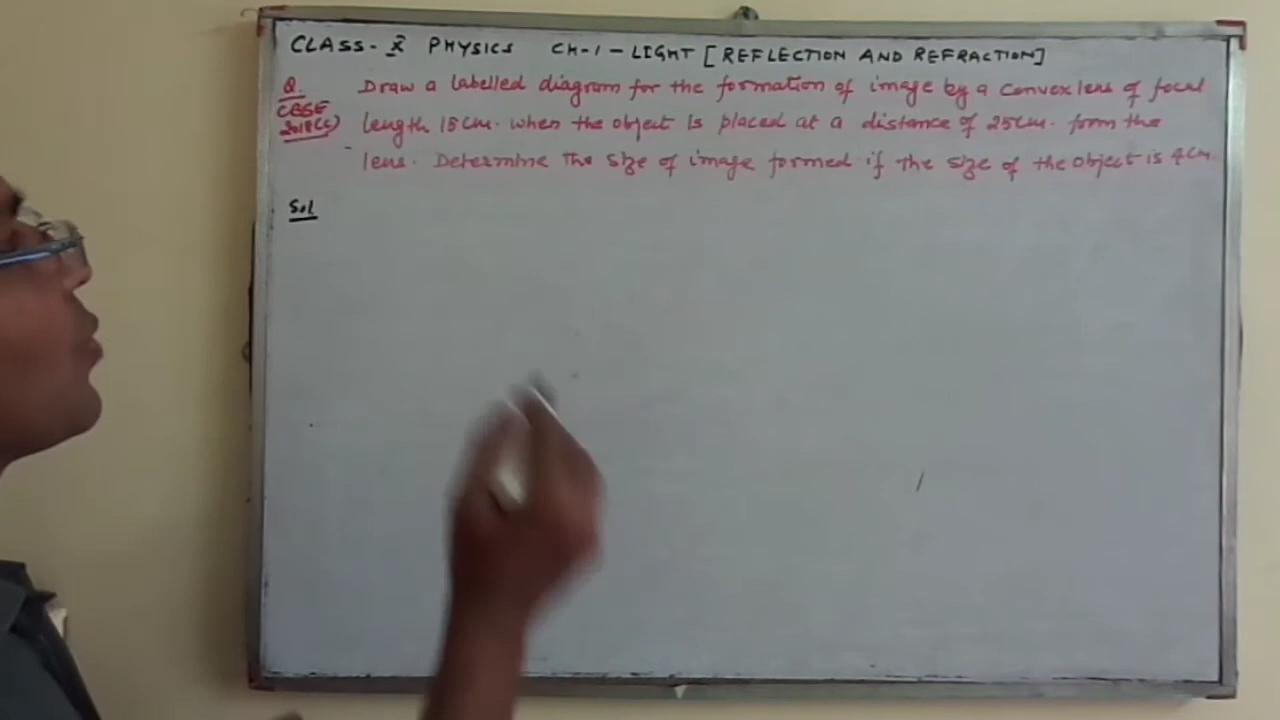 CLASS-X PHYSICS CH-1-LIGHT [REFLECTION AND REFRACTION]
Q. Draw a labelled diagram for the formation of image by a convex lens of focal
CBSE
2018(C) length 15cm. when the object is placed at a distance of 25cm. form the
lens. Determine the size of image formed if the size of the object is 4cm.
Sol